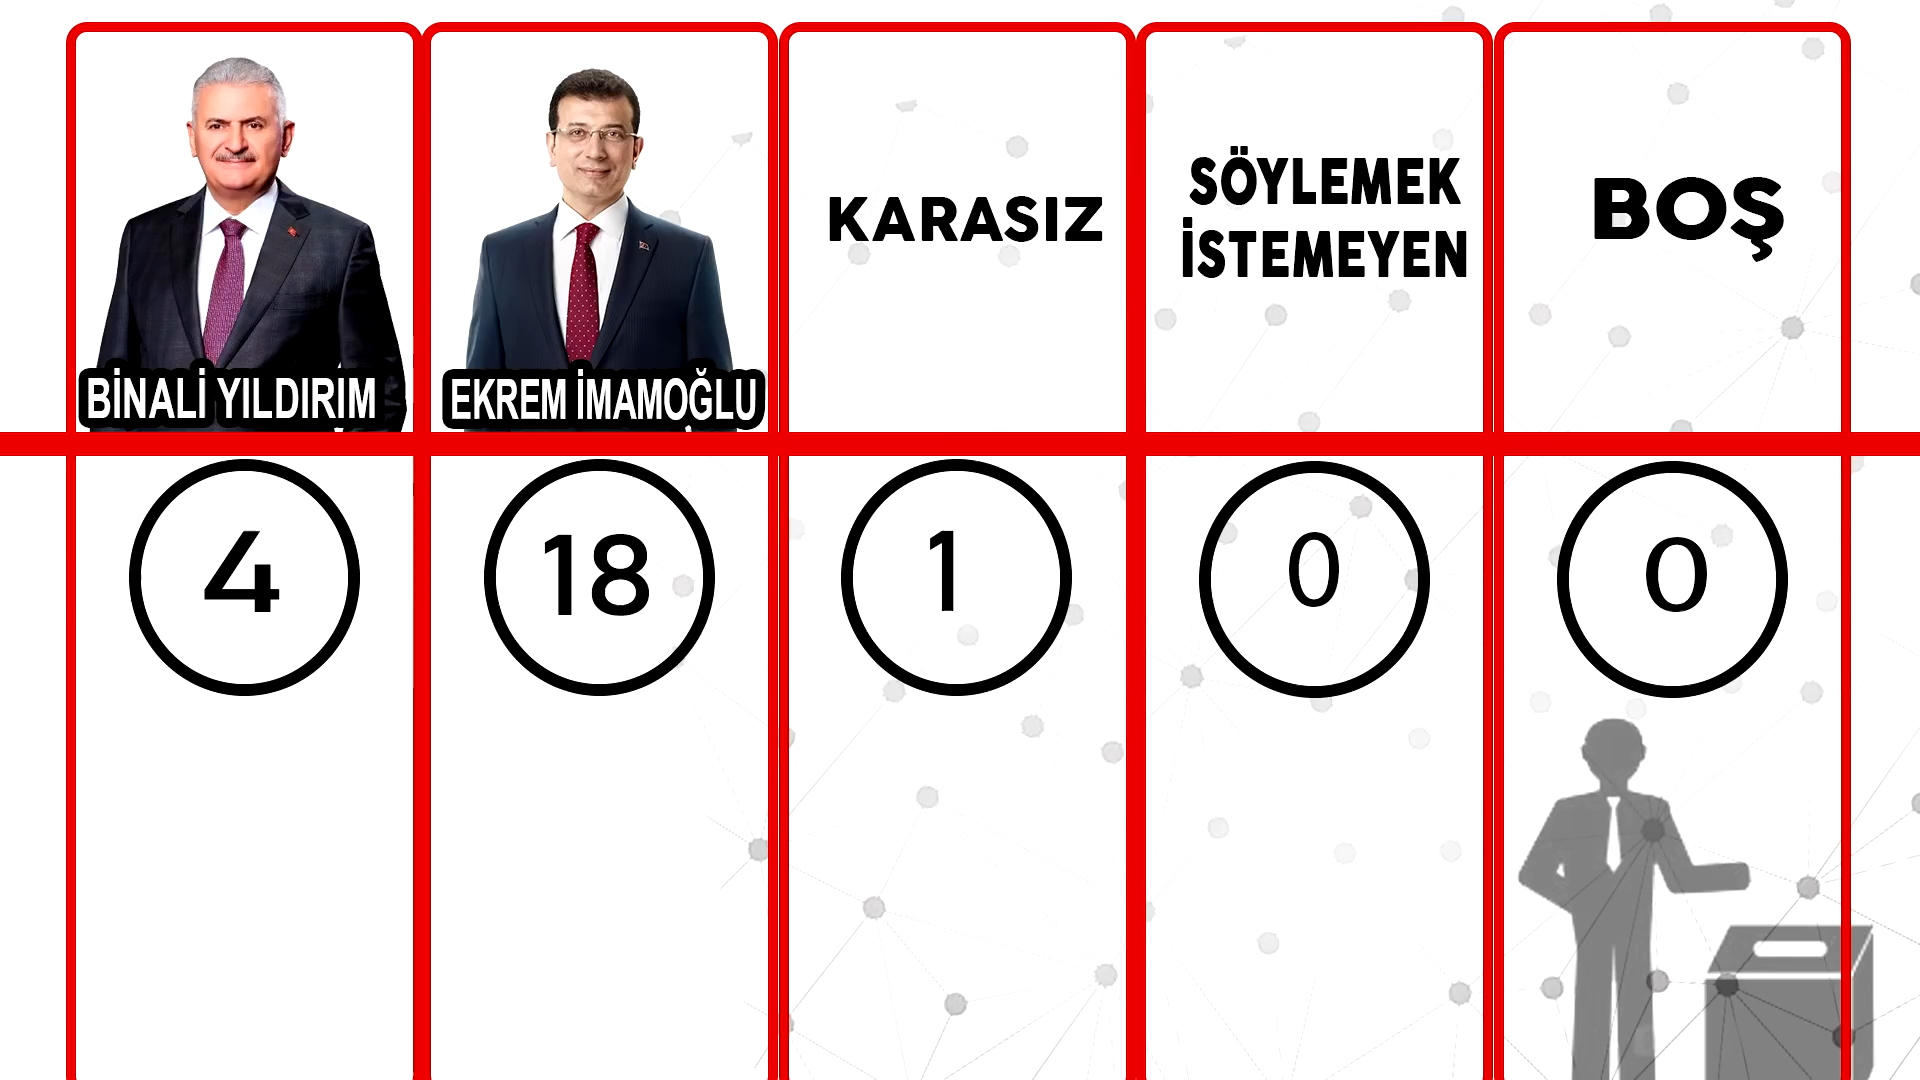 BİNALİ YILDIRIM
EKREM İMAMOĞLU
KARASIZ
SÖYLEMEK
İSTEMEYEN
BOŞ
4
18
1
0
0